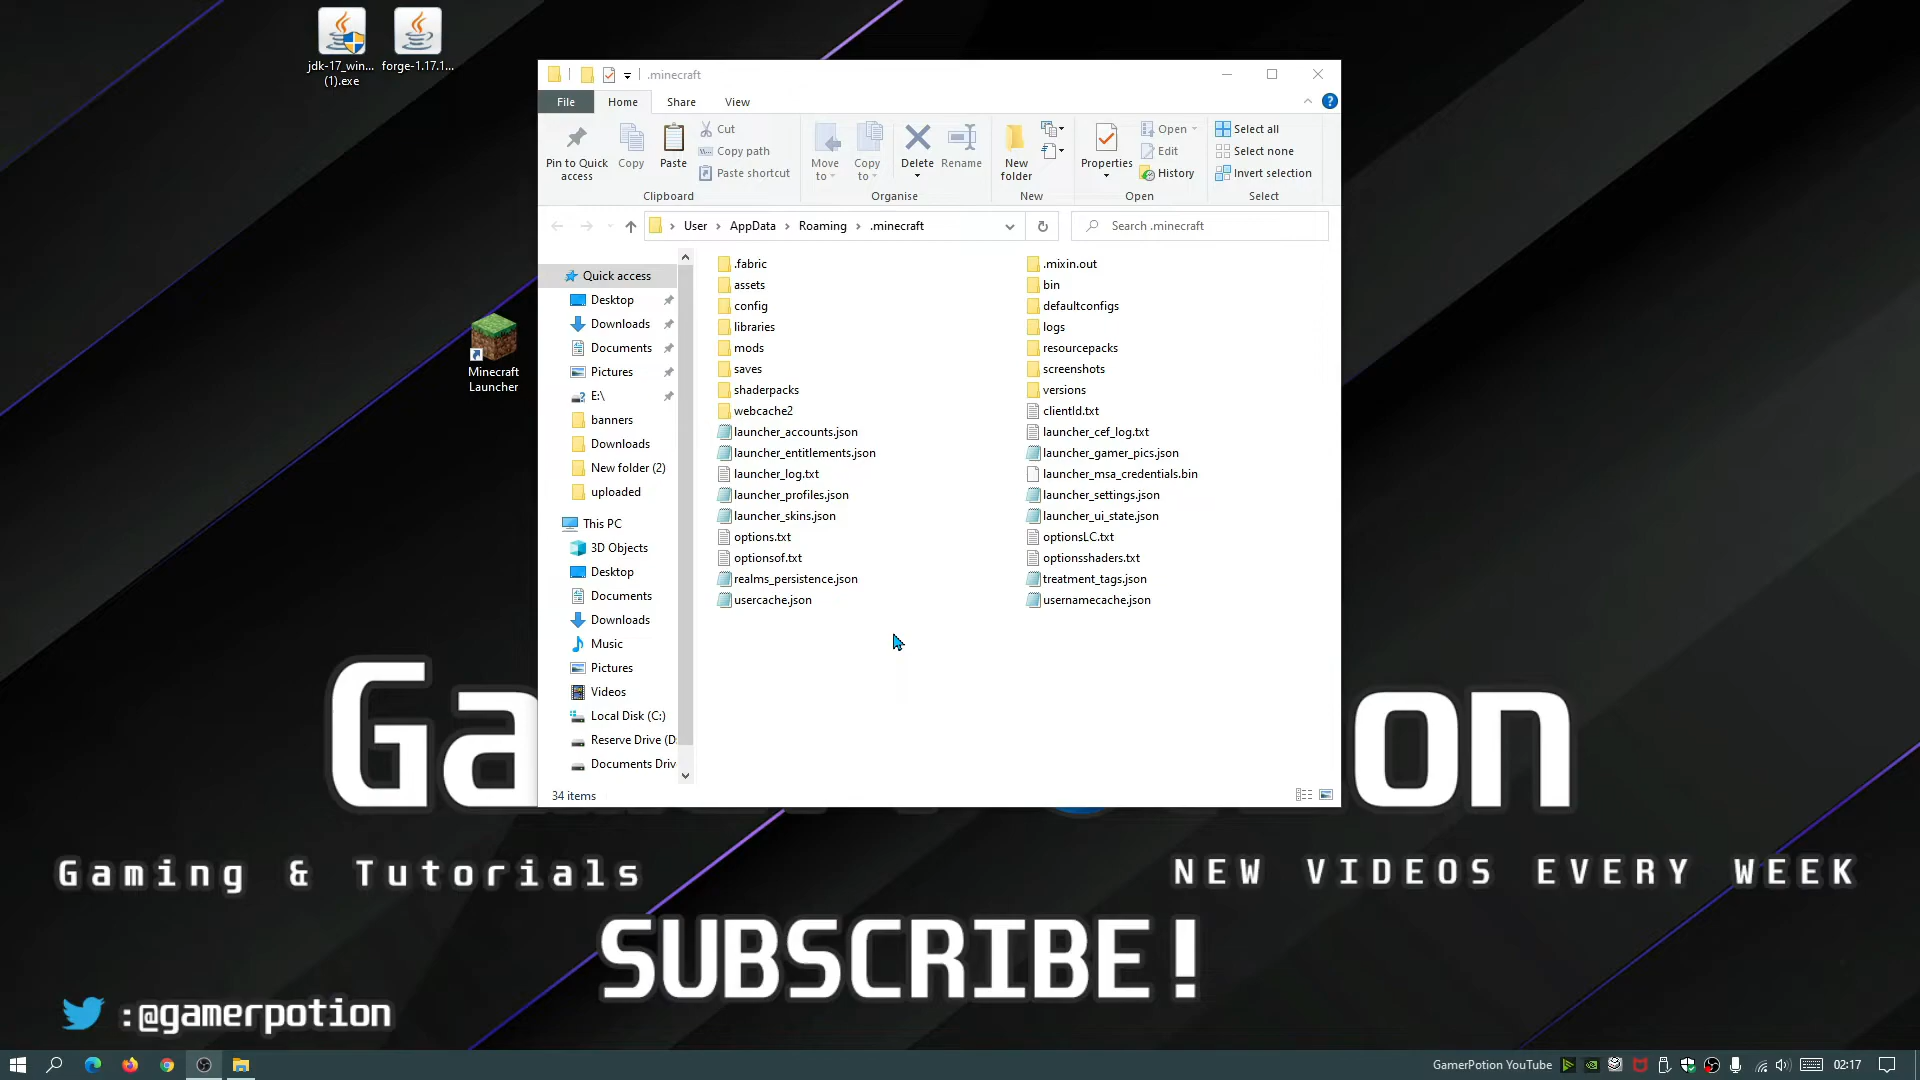 jdk-17_win...
(1).exe
forge-1.17.1...
Minecraft
Launcher
.minecraft
File
Home
Share
View
Pin to Quick
access
Copy
Paste
Cut
Copy path
Paste shortcut
Clipboard
Move
to
Copy
to
Delete
Rename
Organise
New
folder
New
Properties
Open
Edit
History
Open
Select all
Select none
Invert selection
Select
User
AppData
Roaming
.minecraft
Search .minecraft
Quick access
Desktop
Downloads
Documents
Pictures
E:\
banners
Downloads
New folder (2)
uploaded
This PC
3D Objects
Desktop
Documents
Downloads
Music
Pictures
Videos
Local Disk (C:)
Reserve Drive (D:
Documents Driv
.fabric
.mixin.out
assets
bin
config
defaultconfigs
libraries
logs
mods
resourcepacks
saves
screenshots
shaderpacks
versions
webcache2
clientId.txt
launcher_accounts.json
launcher_cef_log.txt
launcher_entitlements.json
launcher_gamer_pics.json
launcher_log.txt
launcher_msa_credentials.bin
launcher_profiles.json
launcher_settings.json
launcher_skins.json
launcher_ui_state.json
options.txt
optionsLC.txt
optionsof.txt
optionsshaders.txt
realms_persistence.json
treatment_tags.json
usercache.json
usernamecache.json
34 items
Ga
on
Gaming & Tutorials
NEW VIDEOS EVERY WEEK
SUBSCRIBE!
:@gamerpotion
GamerPotion YouTube
02:17